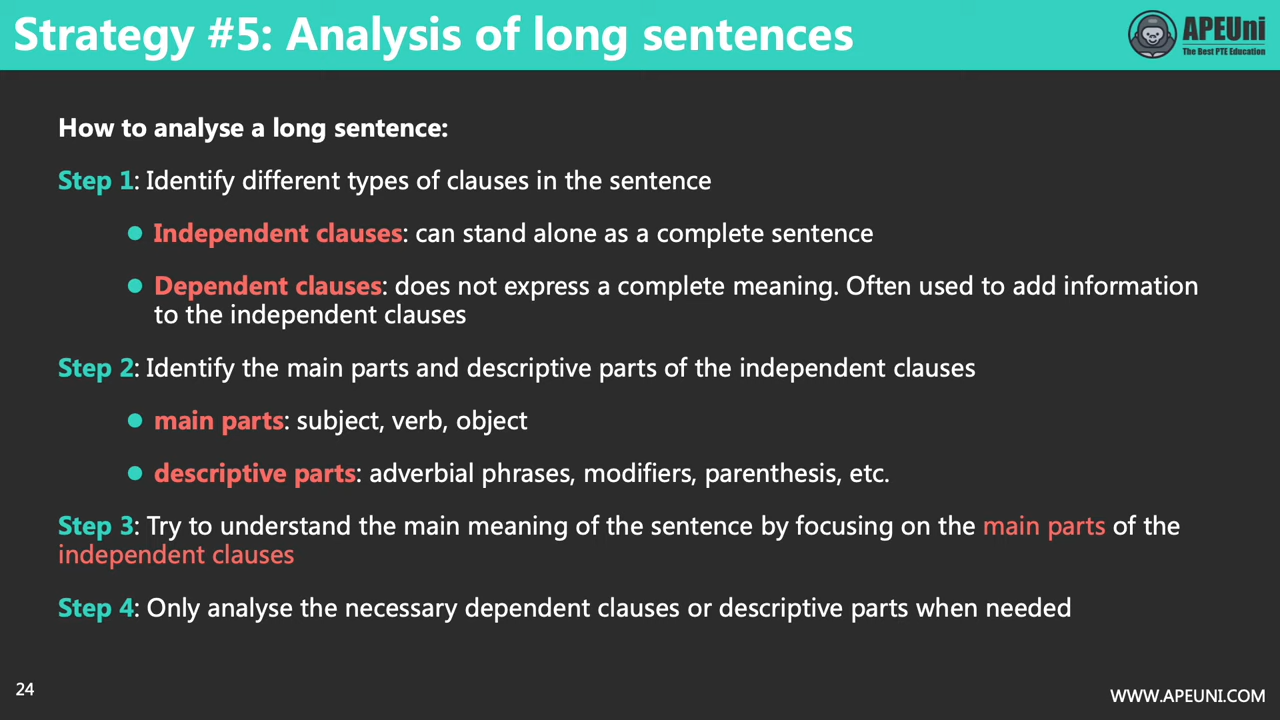 Strategy #5: Analysis of long sentences
APEUni
The Best PTE Education
How to analyse a long sentence:
Step 1: Identify different types of clauses in the sentence
● Independent clauses: can stand alone as a complete sentence
● Dependent clauses: does not express a complete meaning. Often used to add information
to the independent clauses
Step 2: Identify the main parts and descriptive parts of the independent clauses
● main parts: subject, verb, object
● descriptive parts: adverbial phrases, modifiers, parenthesis, etc.
Step 3: Try to understand the main meaning of the sentence by focusing on the main parts of the
independent clauses
Step 4: Only analyse the necessary dependent clauses or descriptive parts when needed
24
WWW.APEUNI.COM